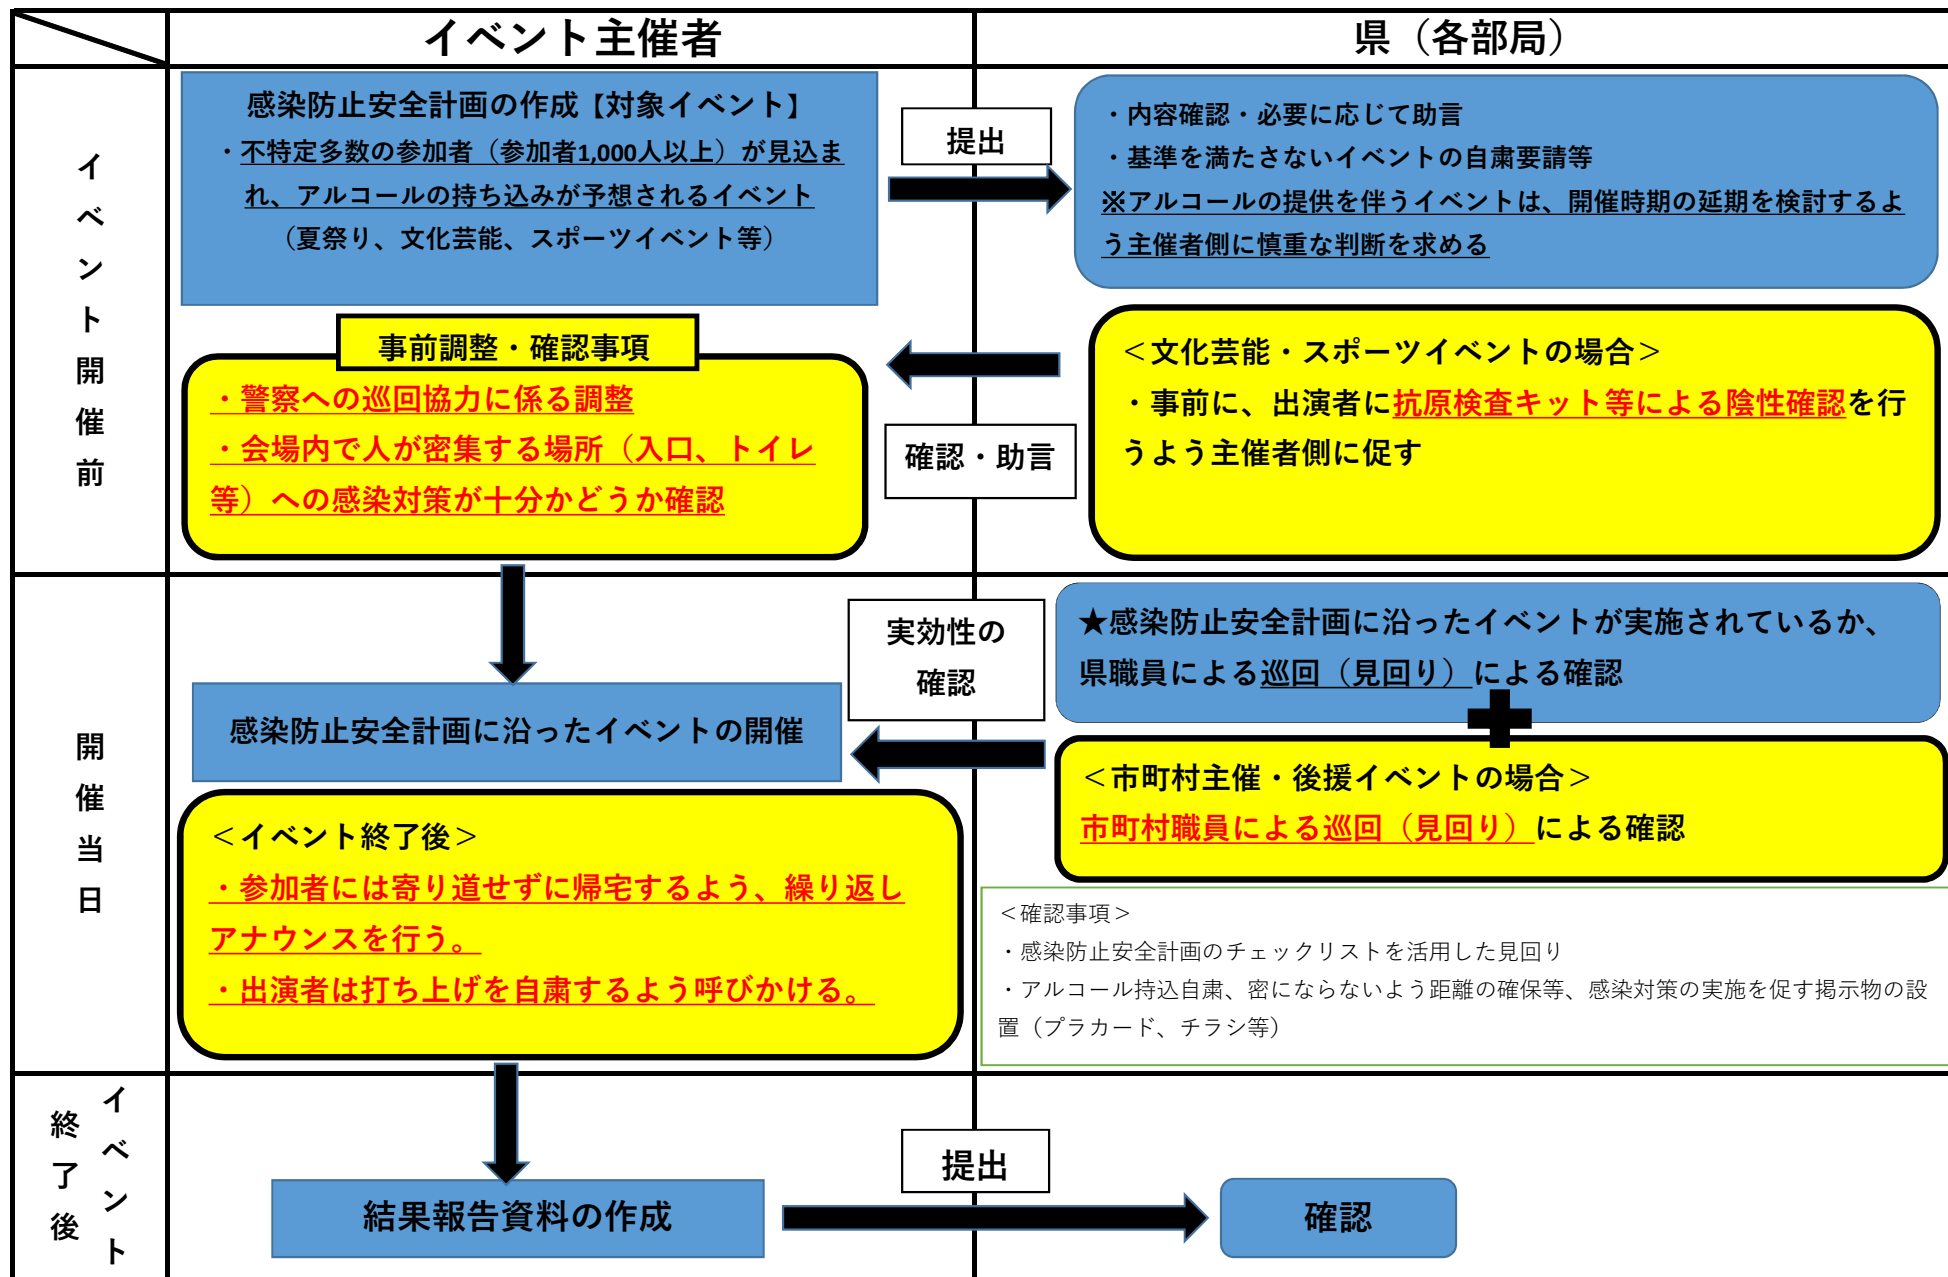 イベント主催者
県（各部局）
イベント開催前
感染防止安全計画の作成【対象イベント】
・不特定多数の参加者（参加者1,000人以上）が見込ま
れ、アルコールの持ち込みが予想されるイベント
（夏祭り、文化芸能、スポーツイベント等）
提出
・内容確認・必要に応じて助言
・基準を満たさないイベントの自粛要請等
※アルコールの提供を伴うイベントは、開催時期の延期を検討するよ
う主催者側に慎重な判断を求める
事前調整・確認事項
・警察への巡回協力に係る調整
・会場内で人が密集する場所（入口、トイレ
等）への感染対策が十分かどうか確認
確認・助言
＜文化芸能・スポーツイベントの場合＞
・事前に、出演者に抗原検査キット等による陰性確認を行
うよう主催者側に促す
開催当日
感染防止安全計画に沿ったイベントの開催
実効性の
確認
★感染防止安全計画に沿ったイベントが実施されているか、
県職員による巡回（見回り）による確認
＜市町村主催・後援イベントの場合＞
市町村職員による巡回（見回り）による確認
＜イベント終了後＞
・参加者には寄り道せずに帰宅するよう、繰り返し
アナウンスを行う。
・出演者は打ち上げを自粛するよう呼びかける。
＜確認事項＞
・感染防止安全計画のチェックリストを活用した見回り
・アルコール持込自粛、密にならないよう距離の確保等、感染対策の実施を促す掲示物の設
置（プラカード、チラシ等）
イベント
終了後
結果報告資料の作成
提出
確認